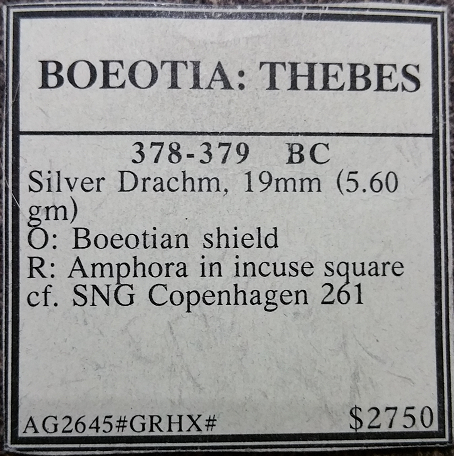 BOEOTIA: THEBES
378-379 BC
Silver Drachm, 19mm (5.60
gm)
O: Boeotian shield
R: Amphora in incuse square
cf. SNG Copenhagen 261
AG2645#GRHX# $2750